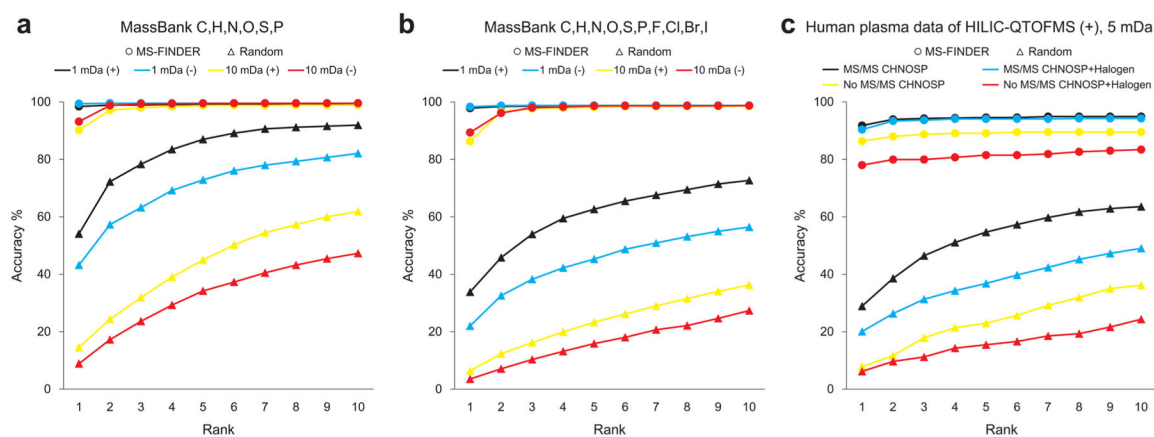 a
MassBank C,H,N,O,S,P
MS-FINDER Random
1 mDa (+) 1 mDa (-) 10 mDa (+) 10 mDa (-)
100
80
60
40
20
0
Accuracy %
1 2 3 4 5 6 7 8 9 10
Rank
b
MassBank C,H,N,O,S,P,F,Cl,Br,I
MS-FINDER Random
1 mDa (+) 1 mDa (-) 10 mDa (+) 10 mDa (-)
100
80
60
40
20
0
Accuracy %
1 2 3 4 5 6 7 8 9 10
Rank
c
Human plasma data of HILIC-QTOFMS (+), 5 mDa
MS-FINDER Random
MS/MS CHNOSP MS/MS CHNOSP+Halogen
No MS/MS CHNOSP No MS/MS CHNOSP+Halogen
100
80
60
40
20
0
Accuracy %
1 2 3 4 5 6 7 8 9 10
Rank